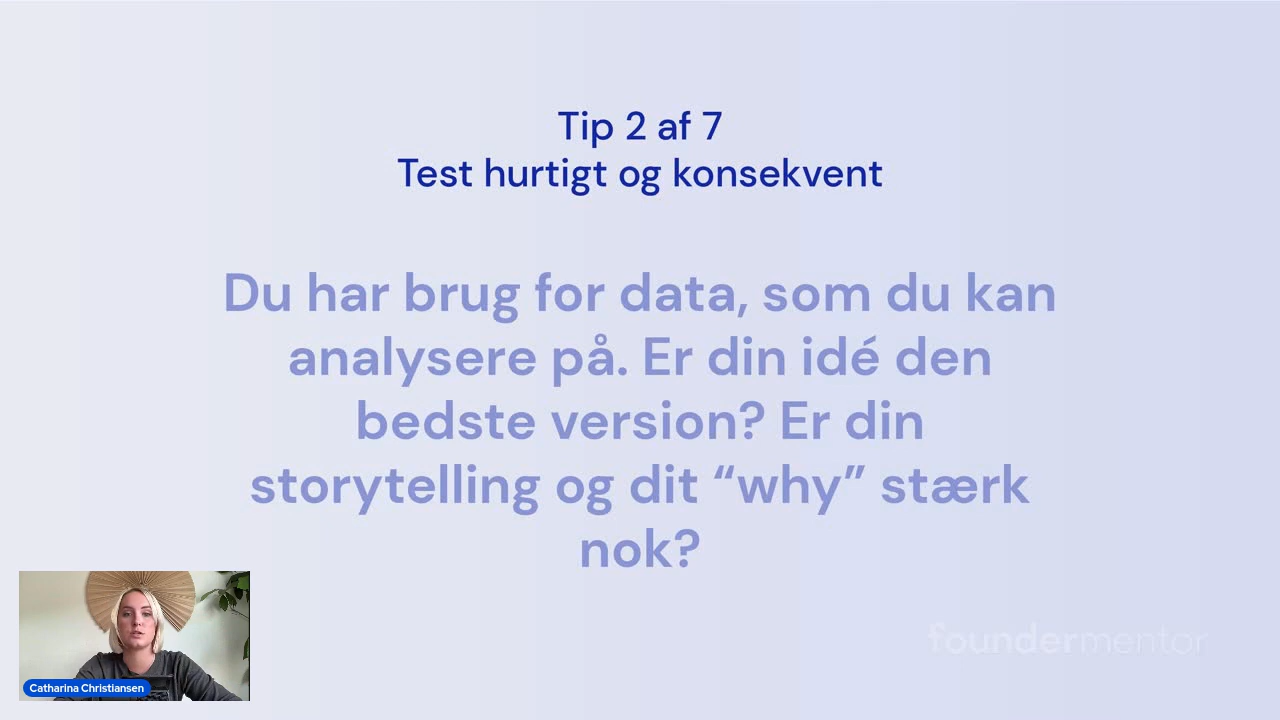 Tip 2 af 7
Test hurtigt og konsekvent
Du har brug for data, som du kan
analysere på. Er din idé den
bedste version? Er din
storytelling og dit “why” stærk
nok?
foundermentor
Catharina Christiansen